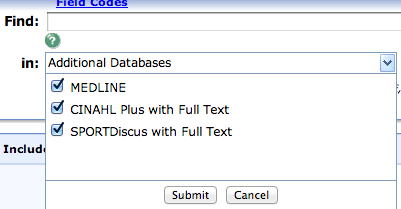 Field Codes
Find:
?
in: Additional Databases
MEDLINE
CINAHL Plus with Full Text
SPORTDiscus with Full Text
Include
Submit Cancel